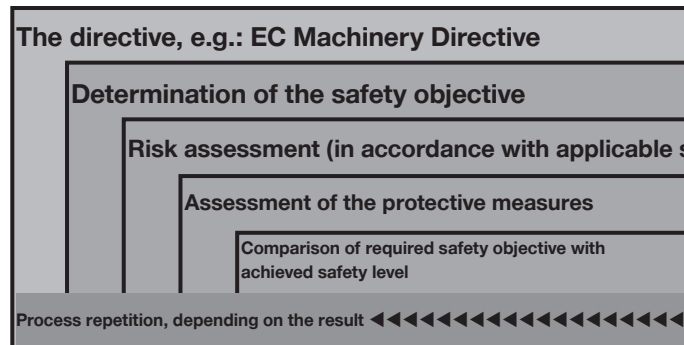 The directive, e.g.: EC Machinery Directive
Determination of the safety objective
Risk assessment (in accordance with applicable
Assessment of the protective measures
Comparison of required safety objective with
achieved safety level
Process repetition, depending on the result